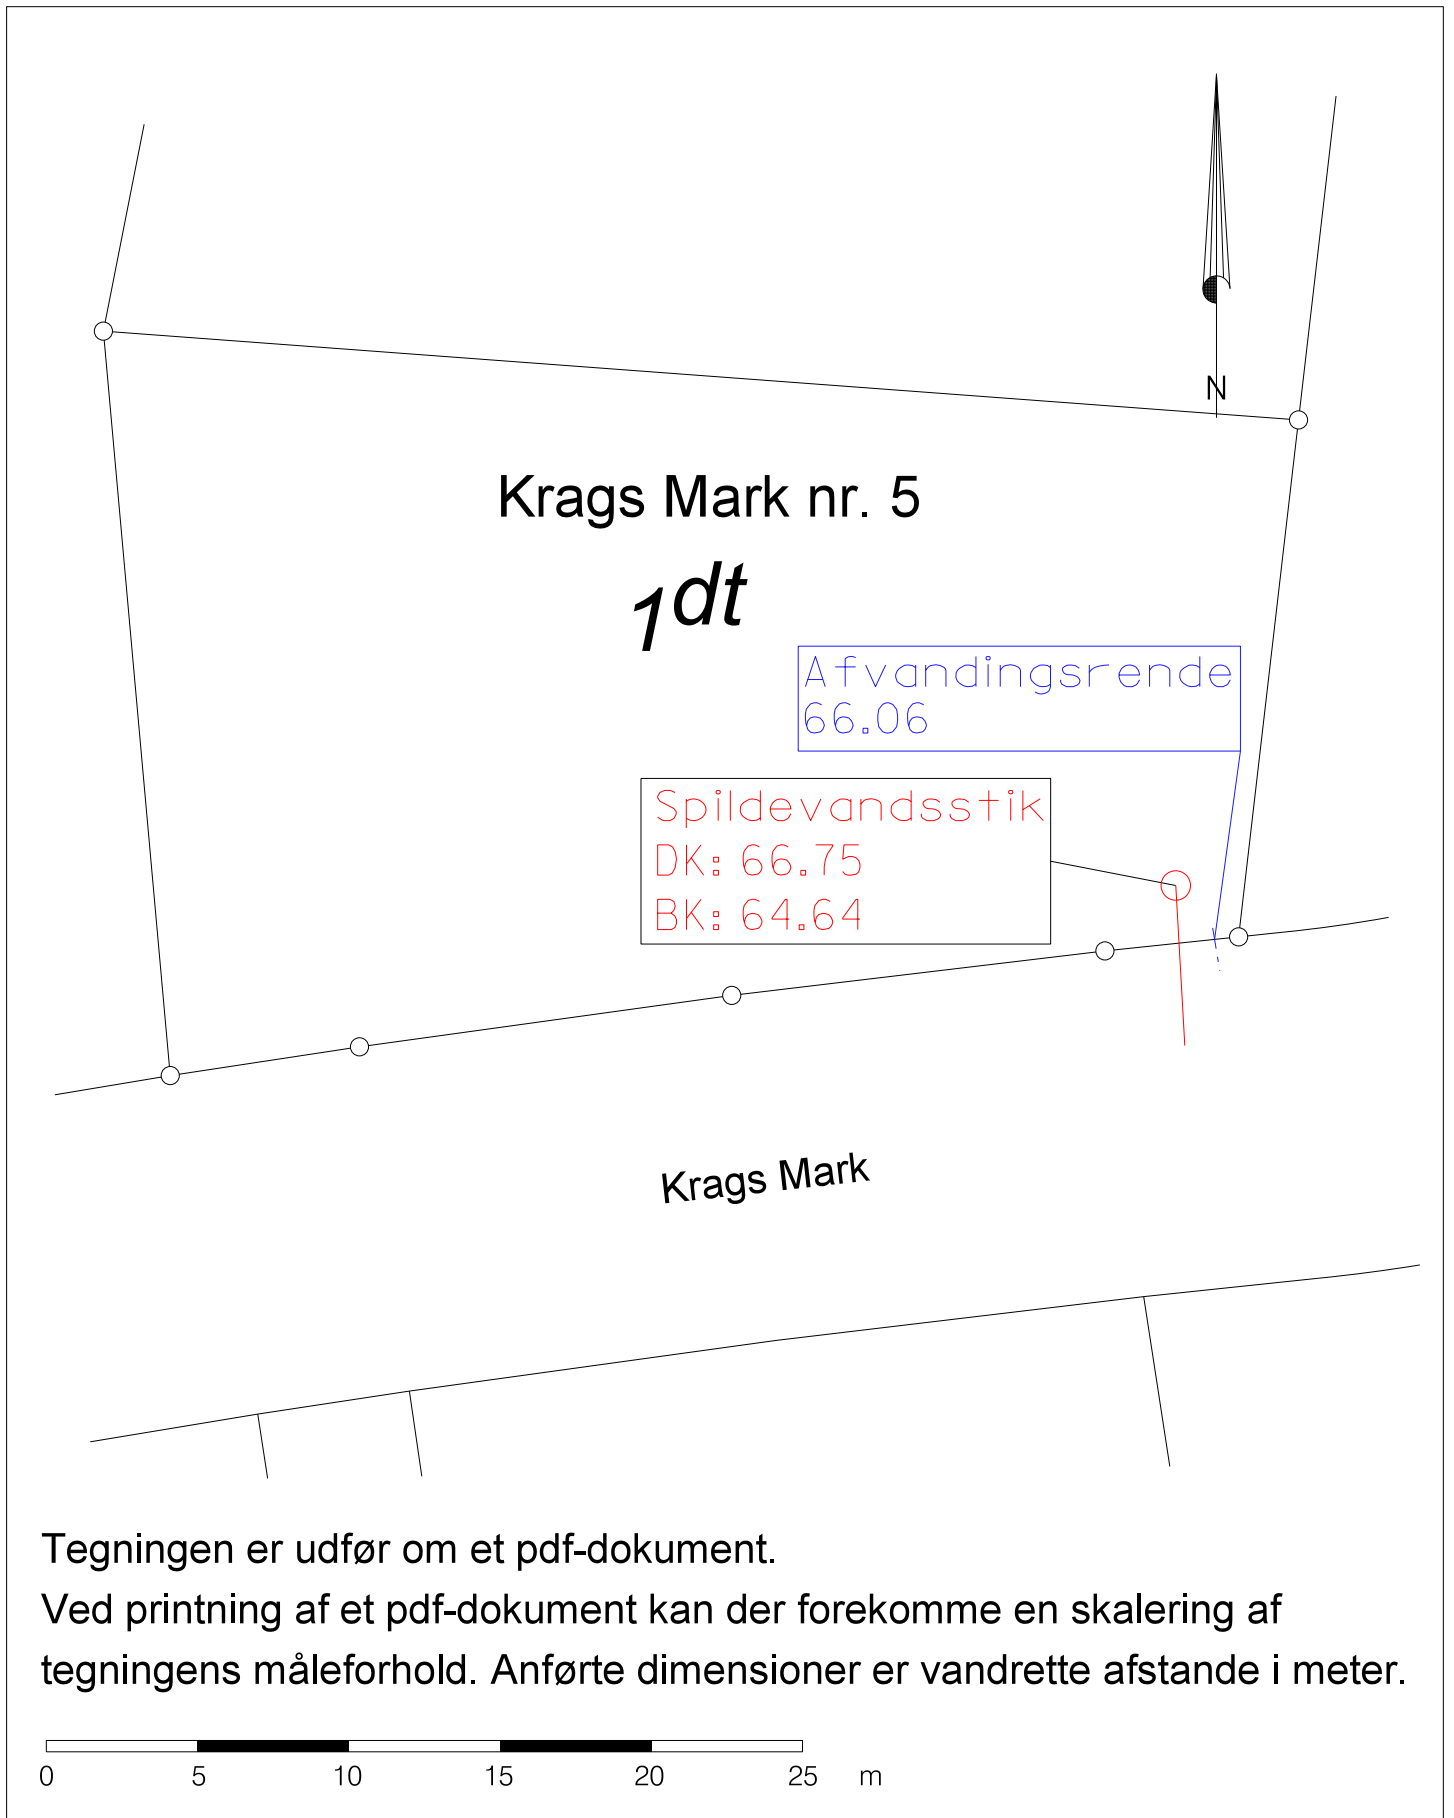 N
Krags Mark nr. 5
1dt
Afvandingsrende
66.06
Spildevandsstik
DK: 66.75
BK: 64.64
Krags Mark
Tegningen er udfør om et pdf-dokument.
Ved printning af et pdf-dokument kan der forekomme en skalering af
tegningens måleforhold. Anførte dimensioner er vandrette afstande i meter.
0 5 10 15 20 25 m